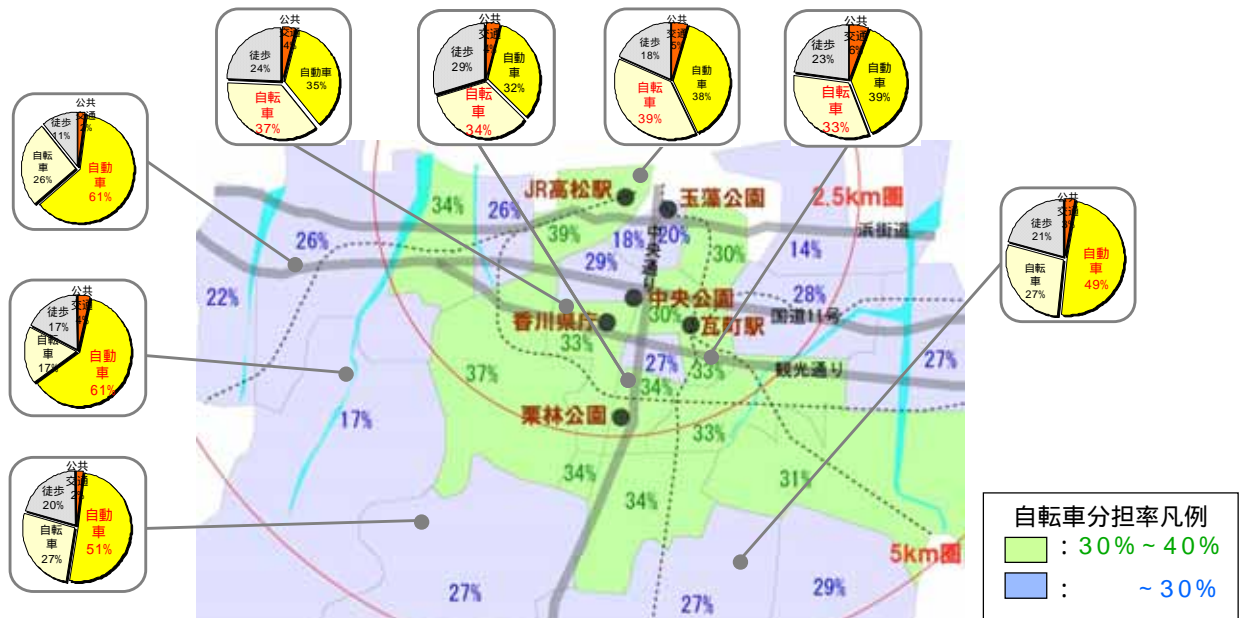 公共
交通
4%
自動車
35%
自転
車
37%
徒歩
24%
公共
交通
4%
自動
車
32%
自転
車
34%
徒歩
29%
公共
交通
5%
自動
車
38%
自転
車
39%
徒歩
18%
公共
交通
6%
自動
車
39%
自転
車
33%
徒歩
23%
公共
交通
自動
車
61%
自転
車
26%
徒歩
11%
公共
交通
4%
自動
車
61%
自転
車
17%
徒歩
17%
公共
交通
2%
自動
車
51%
自転
車
27%
徒歩
20%
公共
交通
3%
自動
車
49%
自転
車
27%
徒歩
21%
JR高松駅
玉藻公園
2.5km圏
34%
26%
中央通り
浜街道
26%
39%
18%
20%
30%
14%
29%
22%
中央公園
28%
30%
国道11号
香川県庁
瓦町駅
33%
27%
33%
観光通り
27%
37%
34%
17%
栗林公園
33%
34%
34%
31%
5km圏
27%
27%
29%
自転車分担率凡例
:30%~40%
: ~30%